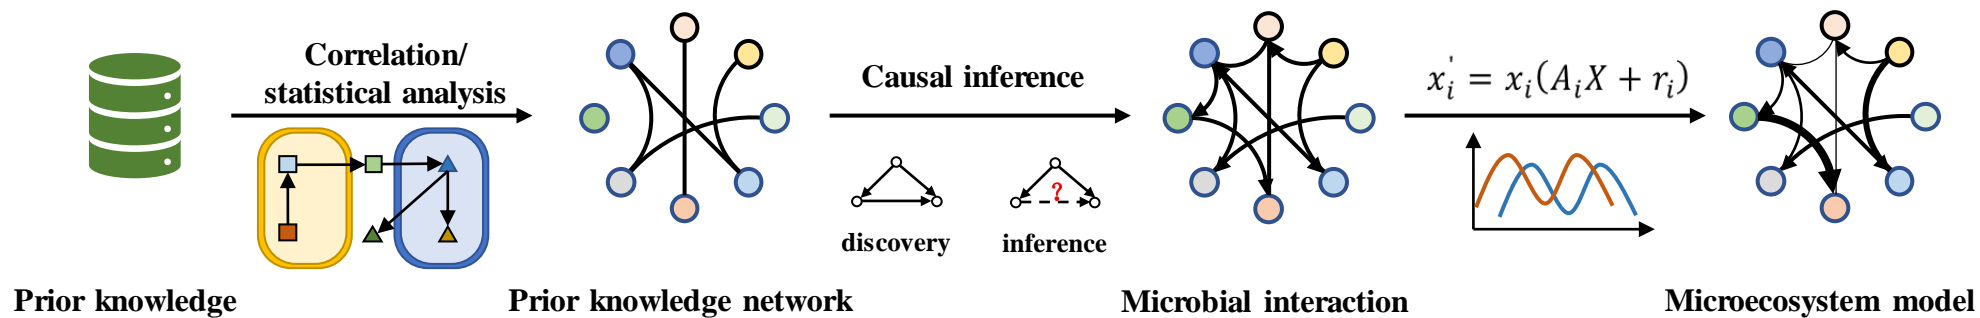 Correlation/
statistical analysis
Causal inference
x_i' = x_i(A_iX + r_i)
?
discovery
inference
Prior knowledge
Prior knowledge network
Microbial interaction
Microecosystem model